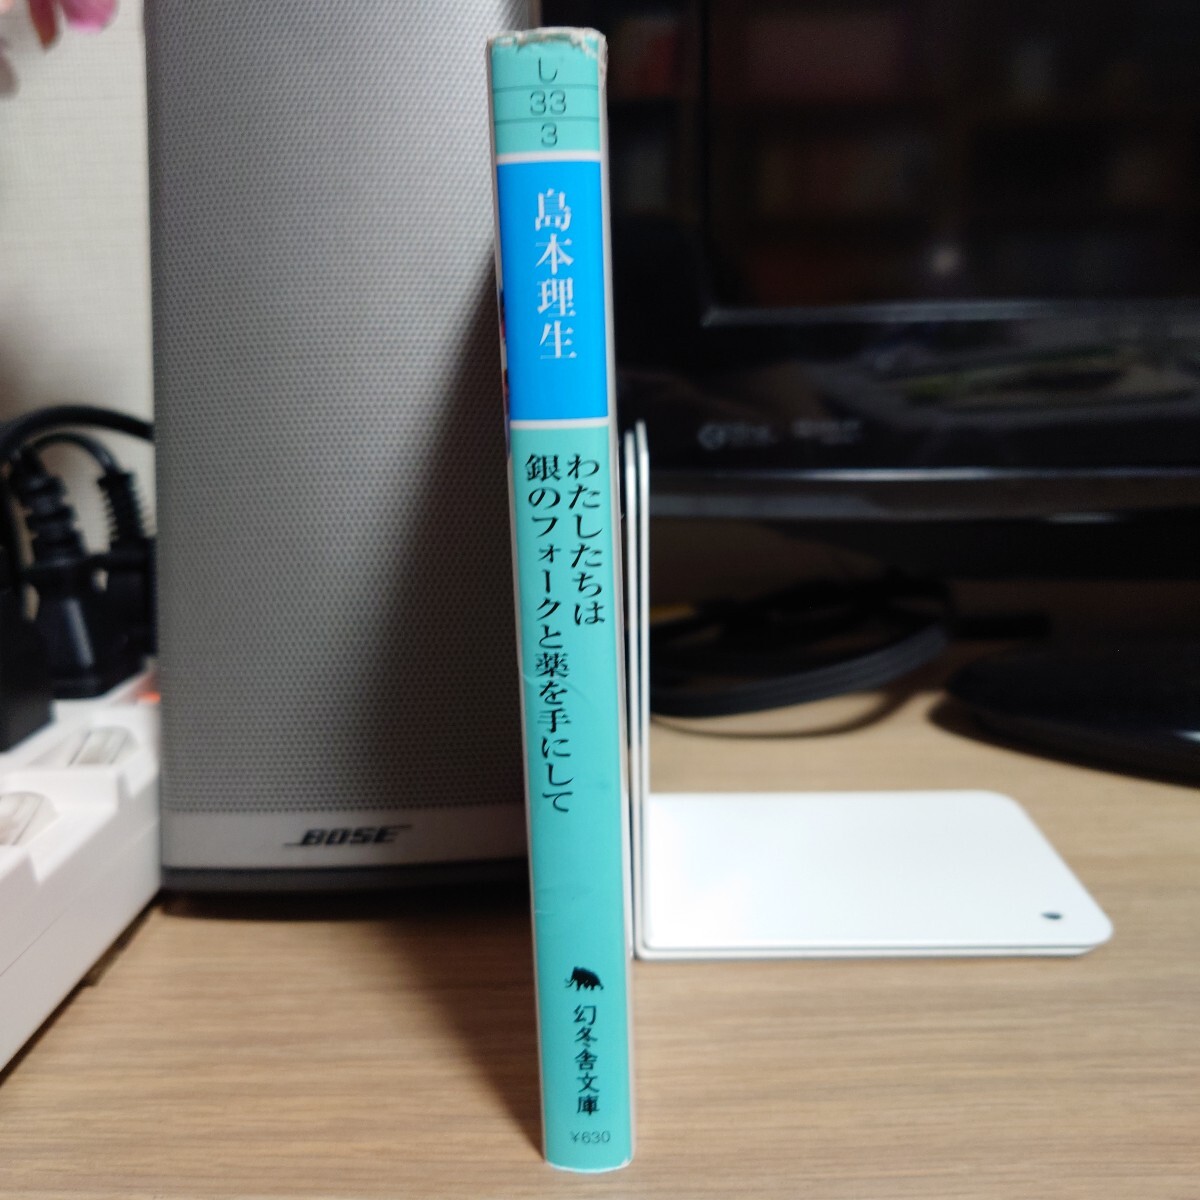 し
33
3
島本理生
わたしたちは
銀のフォークと薬を手にして
幻冬舎文庫
¥630
BOSE